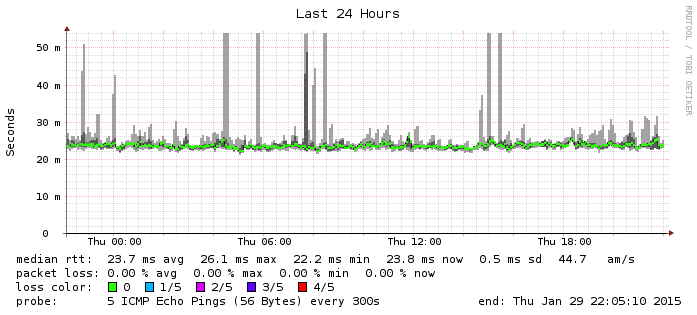 Last 24 Hours
RRDTOOL / TOBI OETIKER
Seconds
50 m
40 m
30 m
20 m
10 m
0
Thu 00:00 Thu 06:00 Thu 12:00 Thu 18:00
median rtt: 23.7 ms avg 26.1 ms max 22.2 ms min 23.8 ms now 0.5 ms sd 44.7 am/s
packet loss: 0.00 % avg 0.00 % max 0.00 % min 0.00 % now
loss color: 0 1/5 2/5 3/5 4/5
probe: 5 ICMP Echo Pings (56 Bytes) every 300s end: Thu Jan 29 22:05:10 2015